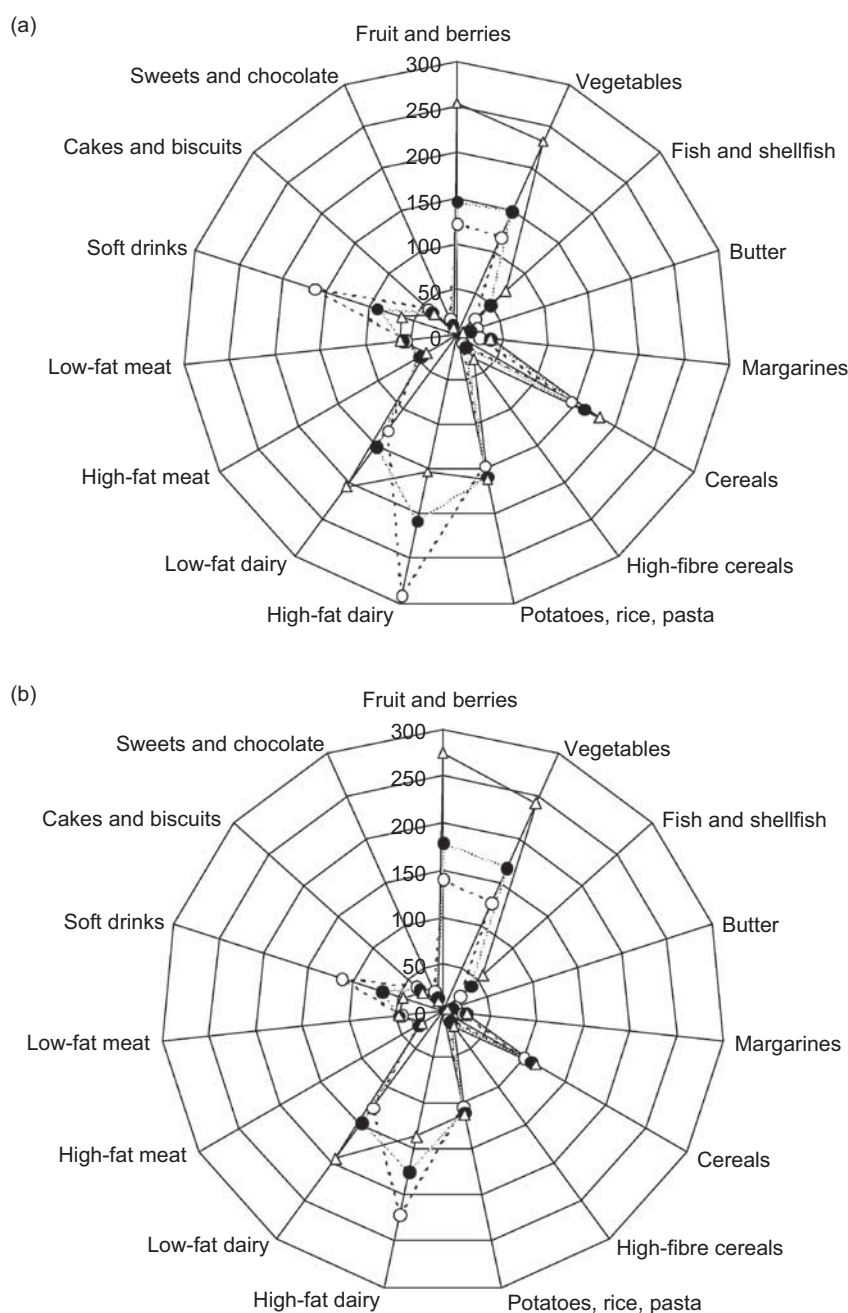 (a)
Fruit and berries
Sweets and chocolate
Vegetables
Cakes and biscuits
Fish and shellfish
Soft drinks
Butter
Low-fat meat
Margarines
High-fat meat
Cereals
Low-fat dairy
High-fibre cereals
High-fat dairy
Potatoes, rice, pasta
300
250
200
150
100
50
0
(b)
Fruit and berries
Sweets and chocolate
Vegetables
Cakes and biscuits
Fish and shellfish
Soft drinks
Butter
Low-fat meat
Margarines
High-fat meat
Cereals
Low-fat dairy
High-fibre cereals
High-fat dairy
Potatoes, rice, pasta
300
250
200
150
100
50
0